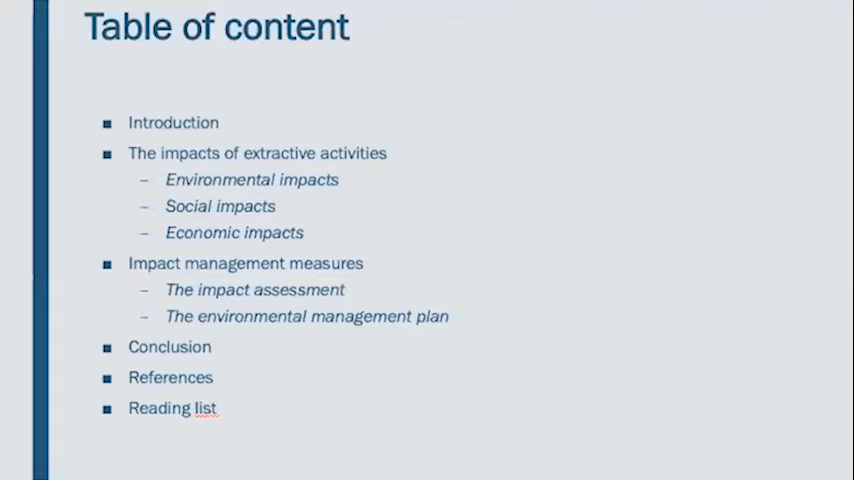 Table of content
Introduction
The impacts of extractive activities
Environmental impacts
Social impacts
Economic impacts
Impact management measures
The impact assessment
The environmental management plan
Conclusion
References
Reading list